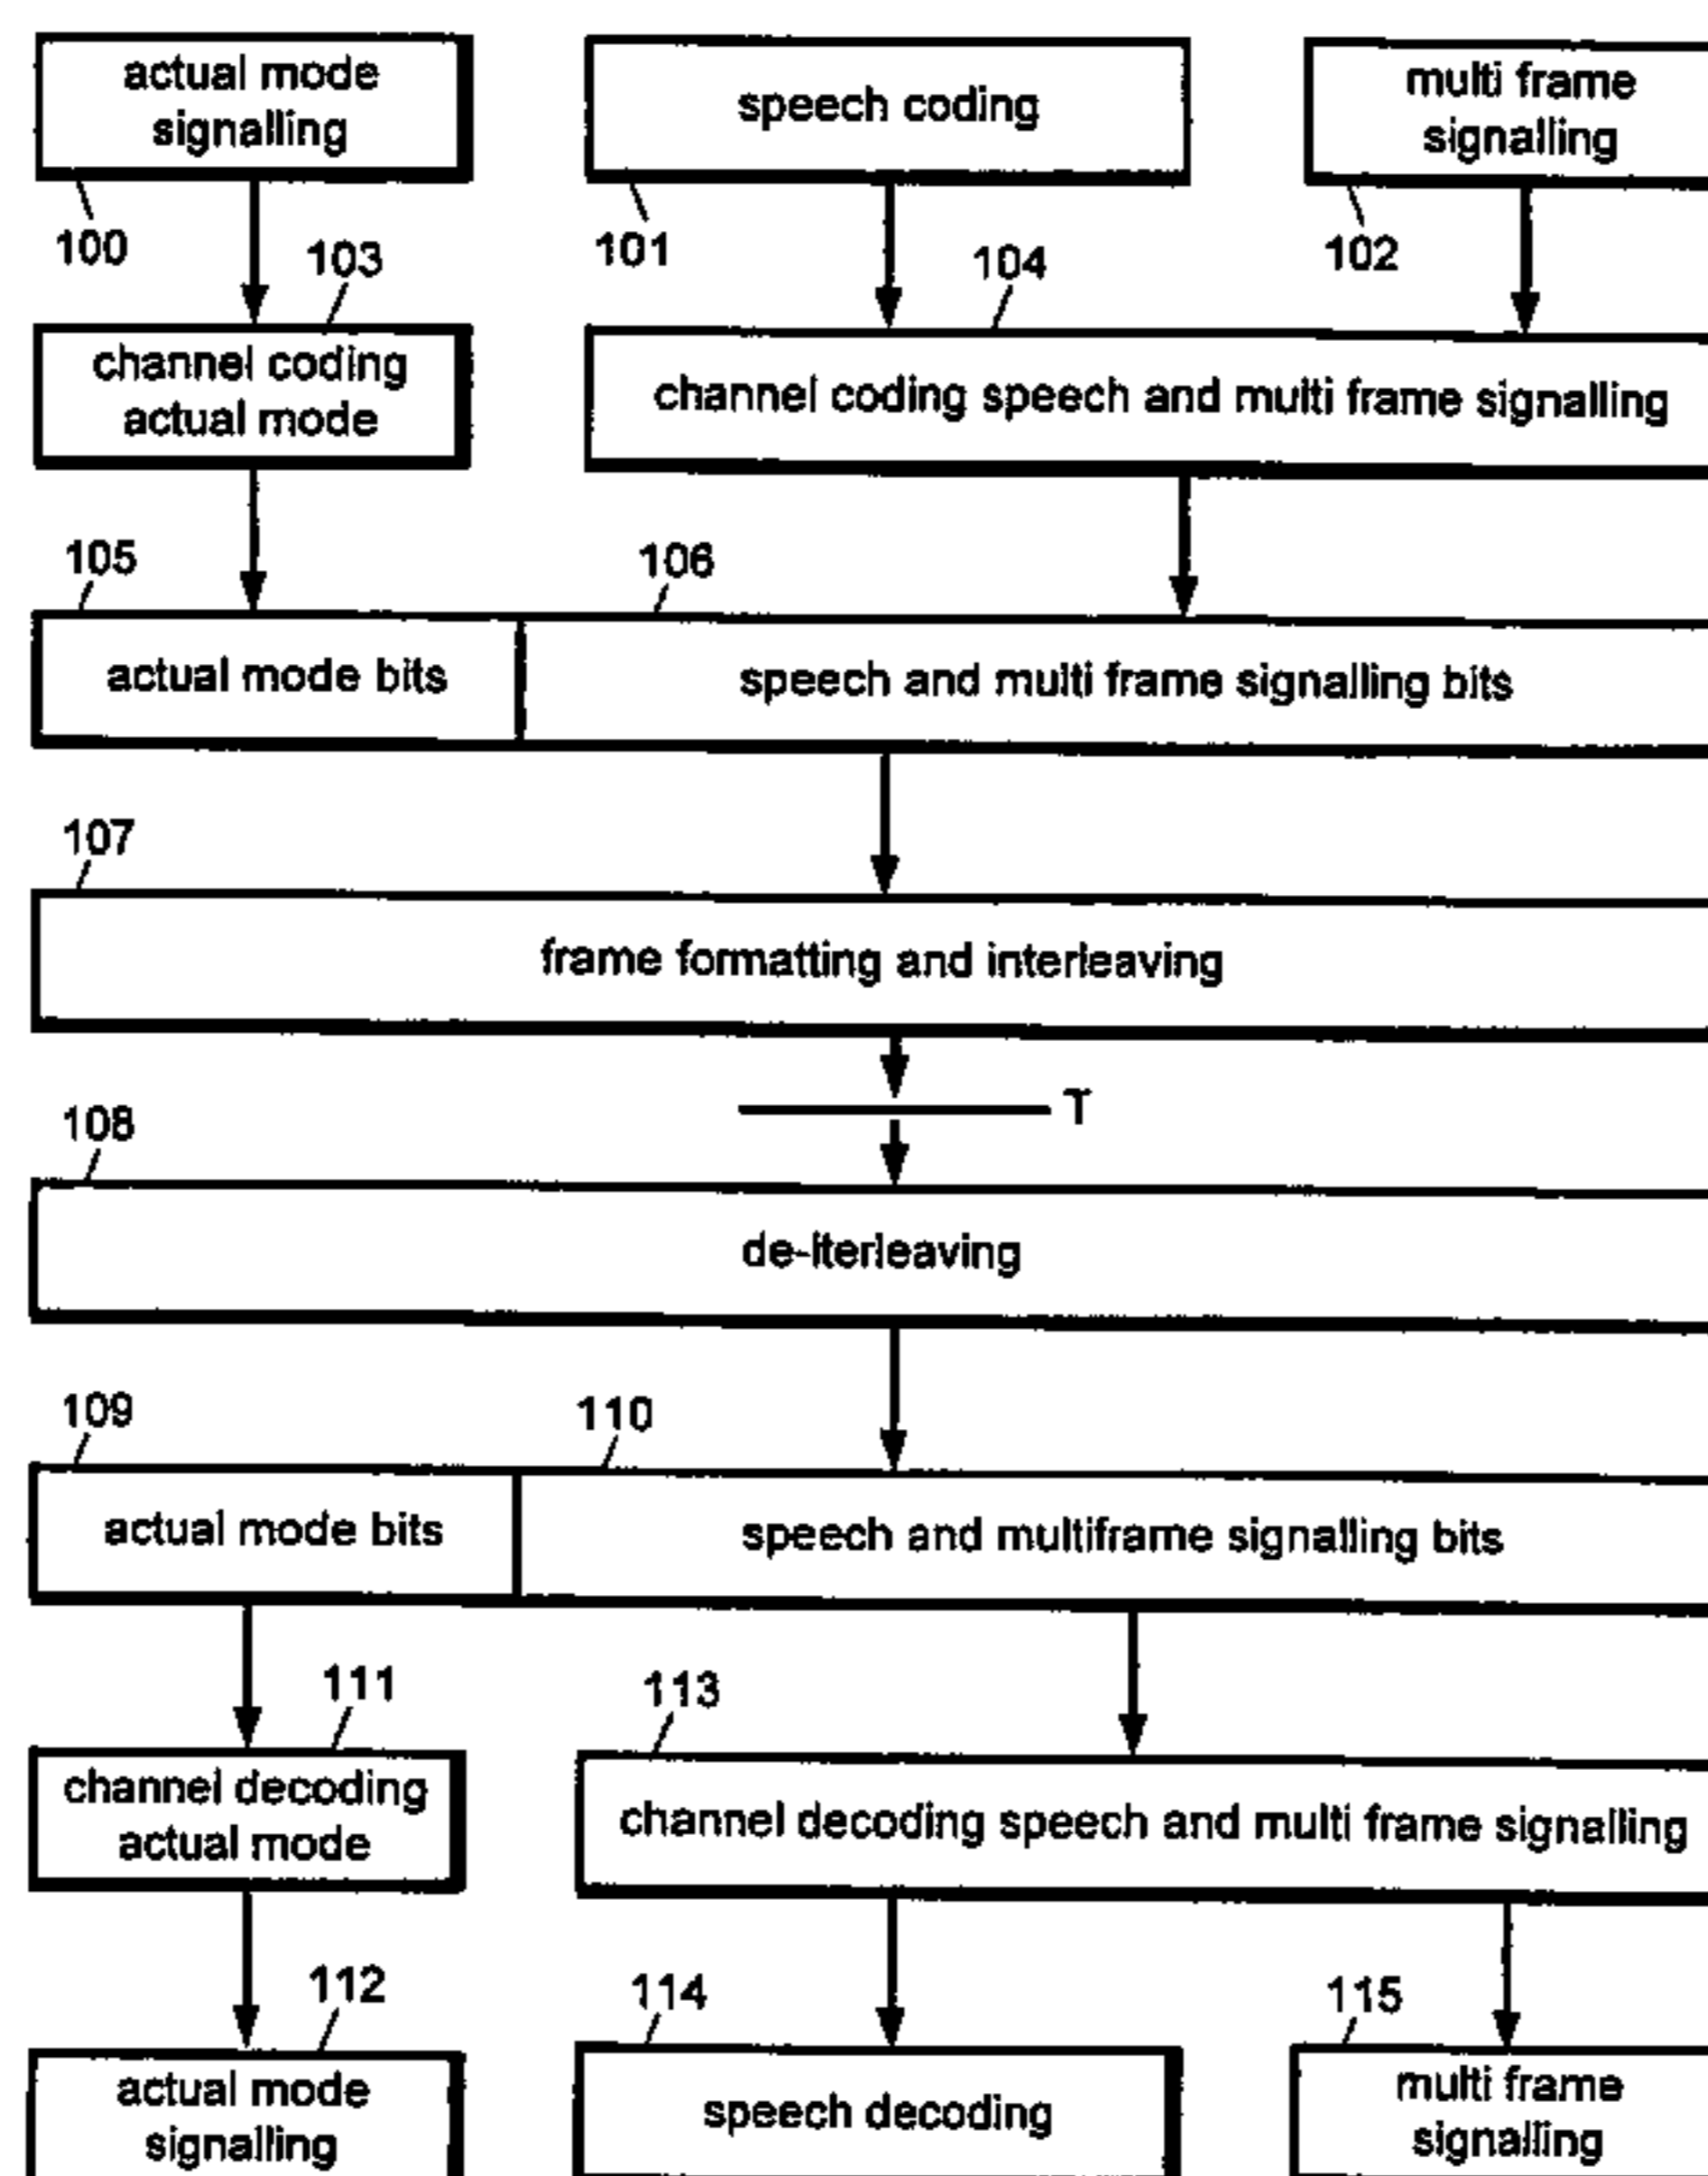 actual mode
signalling
speech coding
multi frame
signalling
100
103
101
104
102
channel coding
actual mode
channel coding speech and multi frame signalling
105
106
actual mode bits
speech and multi frame signalling bits
107
frame formatting and interleaving
T
108
de-iterleaving
109
110
actual mode bits
speech and multiframe signalling bits
111
113
channel decoding
actual mode
channel decoding speech and multi frame signalling
112
114
115
actual mode
signalling
speech decoding
multi frame
signalling